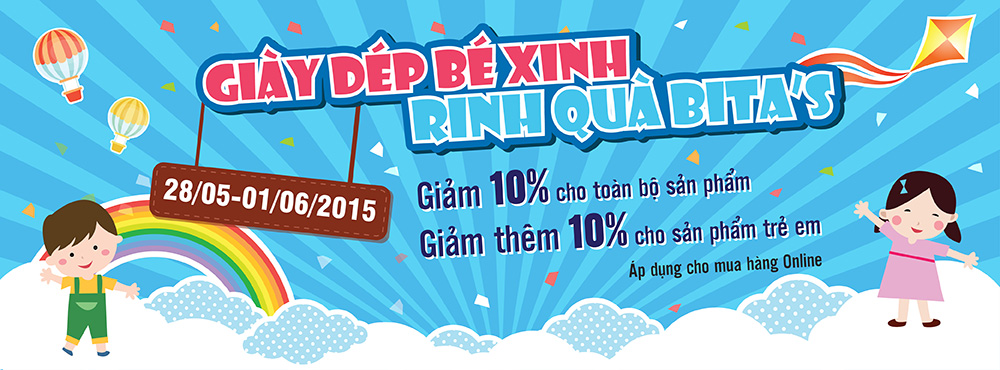 GIÀY DÉP BÉ XINH
RINH QUÀ BITA'S
28/05-01/06/2015
Giảm 10% cho toàn bộ sản phẩm
Giảm thêm 10% cho sản phẩm trẻ em
Áp dụng cho mua hàng Online